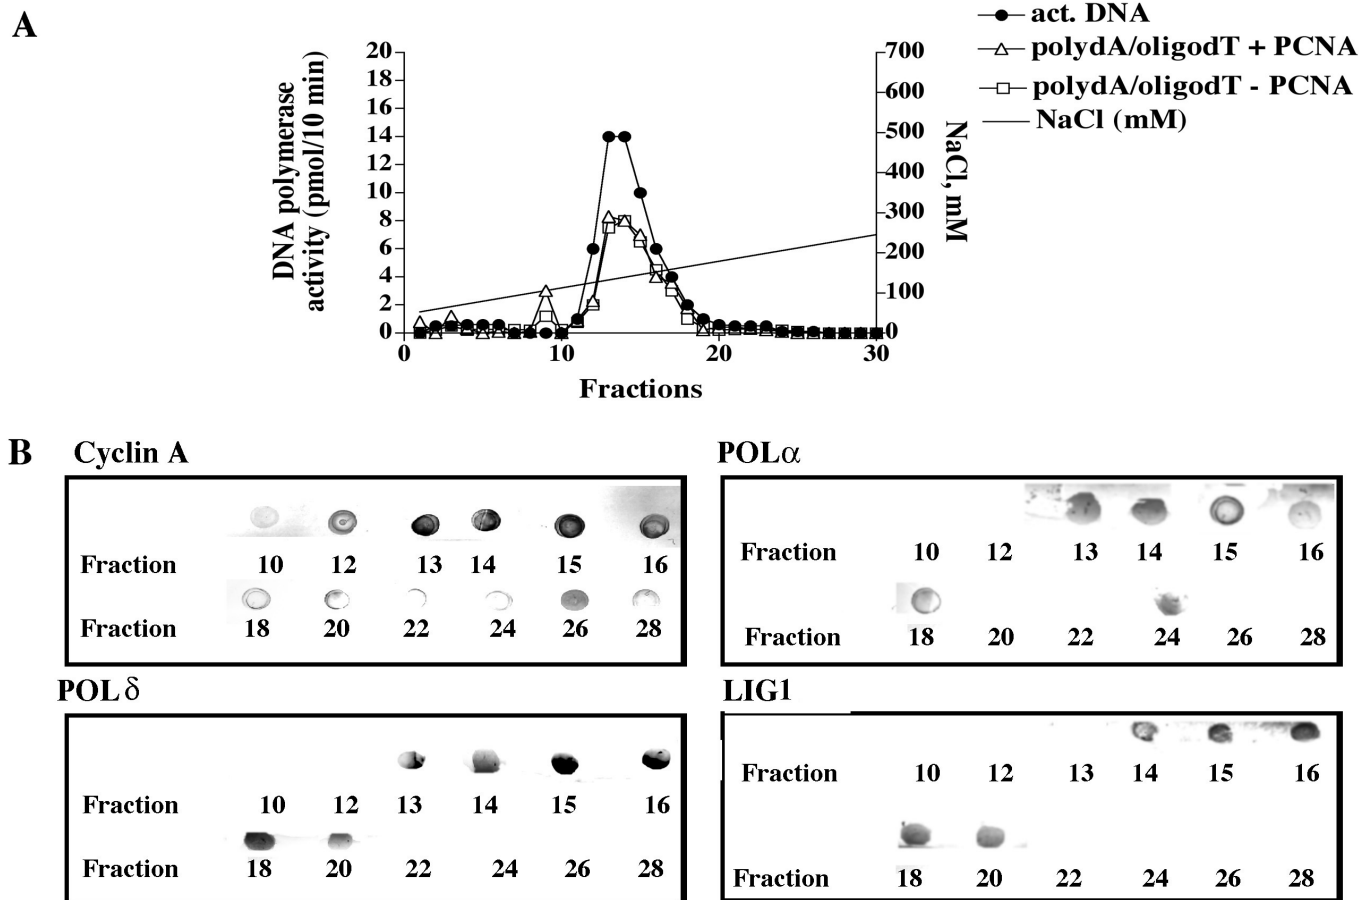 A
act. DNA
polydA/oligodT + PCNA
polydA/oligodT - PCNA
NaCl (mM)
DNA polymerase
activity (pmol/10 min)
20
18
16
14
12
10
8
6
4
2
0
700
600
500
400
300
200
100
0
NaCl, mM
0 10 20 30
Fractions
B
Cyclin A
Fraction 10 12 13 14 15 16
Fraction 18 20 22 24 26 28
POLα
Fraction 10 12 13 14 15 16
Fraction 18 20 22 24 26 28
POL δ
Fraction 10 12 13 14 15 16
Fraction 18 20 22 24 26 28
LIG1
Fraction 10 12 13 14 15 16
Fraction 18 20 22 24 26 28